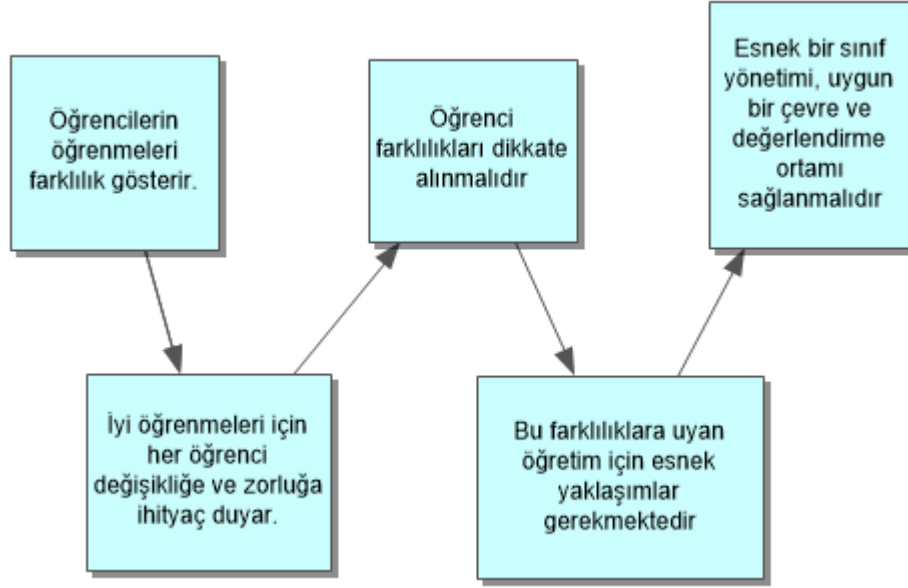 Öğrencilerin
öğrenmeleri
farklılık gösterir.
İyi öğrenmeleri için
her öğrenci
değişikliğe ve zorluğa
ihityaç duyar.
Öğrenci
farklılıkları dikkate
alınmalıdır
Bu farklılıklara uyan
öğretim için esnek
yaklaşımlar
gerekmektedir
Esnek bir sınıf
yönetimi, uygun
bir çevre ve
değerlendirme
ortamı
sağlanmalıdır